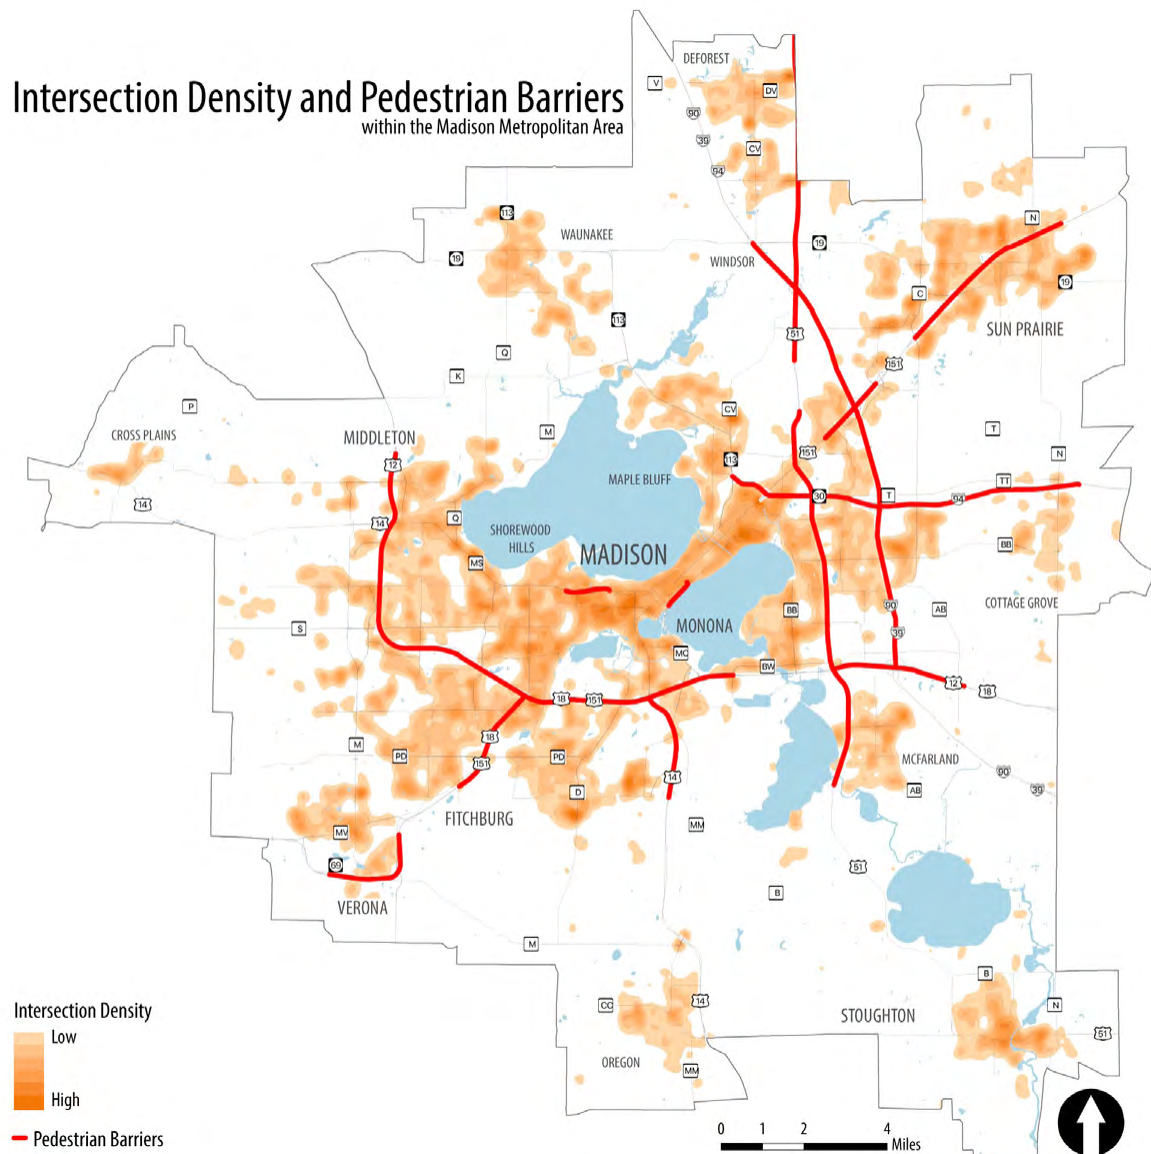 DEFOREST
V
Intersection Density and Pedestrian Barriers
within the Madison Metropolitan Area
DV
90
39
CV
94
113
N
WAUNAKEE
19
19
WINDSOR
19
C
113
SUN PRAIRIE
51
Q
151
K
P
CV
T
CROSS PLAINS
MIDDLETON
M
151
N
12
113
MAPLE BLUFF
TT
30
T
94
14
Q
14
SHOREWOOD
HILLS
MADISON
BB
MS
90
AB
COTTAGE GROVE
BB
S
MONONA
39
MC
BW
12
18
18
151
18
M
PD
PD
151
MCFARLAND
90
14
39
D
AB
FITCHBURG
MM
MV
69
51
B
VERONA
M
B
CC
14
N
Intersection Density
STOUGHTON
Low
51
OREGON
MM
High
0 1 2 4
Miles
Pedestrian Barriers